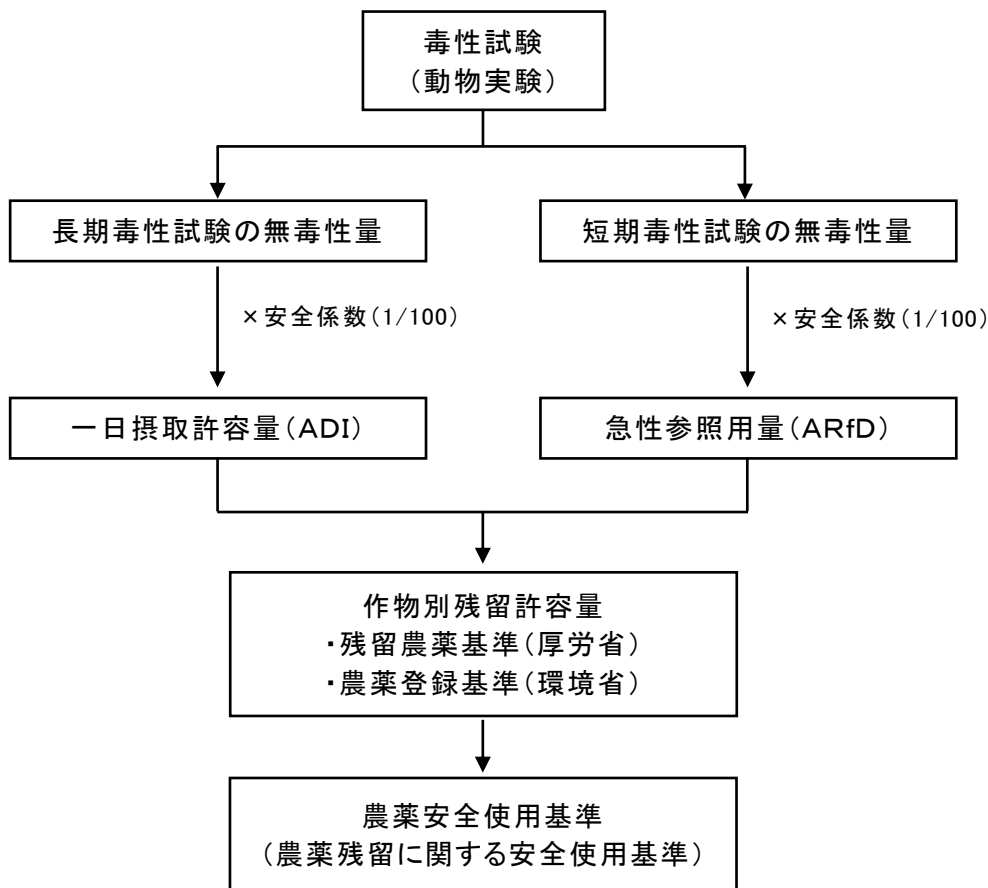 毒性試験
(動物実験)
長期毒性試験の無毒性量
短期毒性試験の無毒性量
×安全係数(1/100)
×安全係数(1/100)
一日摂取許容量(ADI)
急性参照用量(ARfD)
作物別残留許容量
・残留農薬基準(厚労省)
・農薬登録基準(環境省)
農薬安全使用基準
(農薬残留に関する安全使用基準)